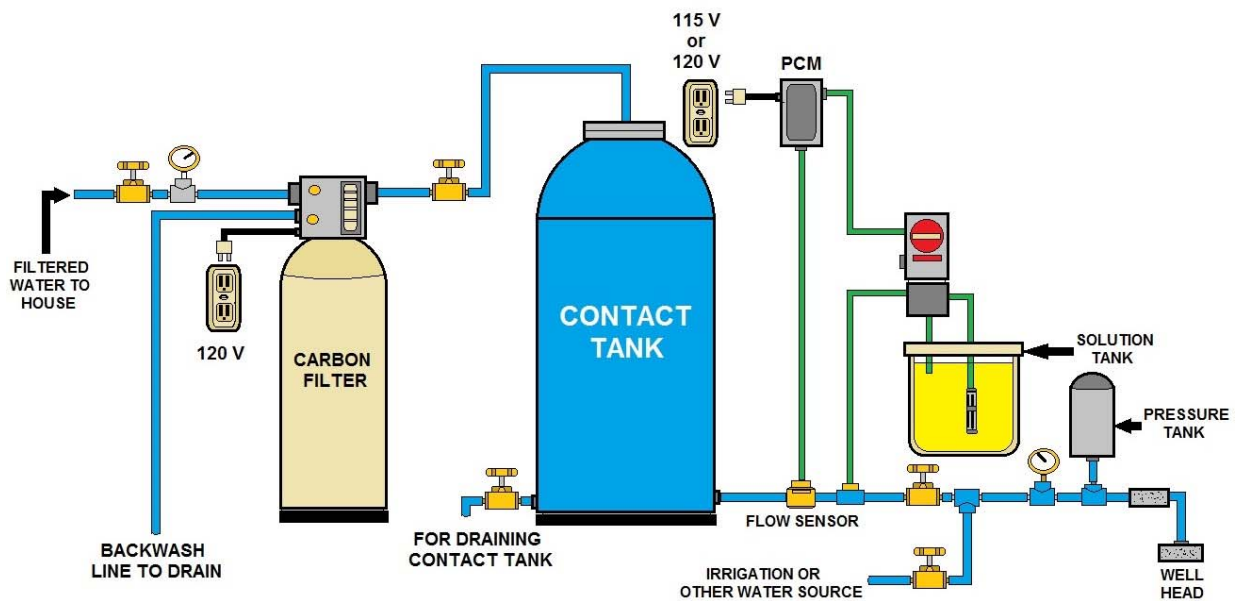 115 V
or
120 V
PCM
FILTERED
WATER TO
HOUSE
120 V
CARBON
FILTER
CONTACT
TANK
SOLUTION
TANK
PRESSURE
TANK
BACKWASH
LINE TO DRAIN
FOR DRAINING
CONTACT TANK
FLOW SENSOR
IRRIGATION OR
OTHER WATER SOURCE
WELL
HEAD